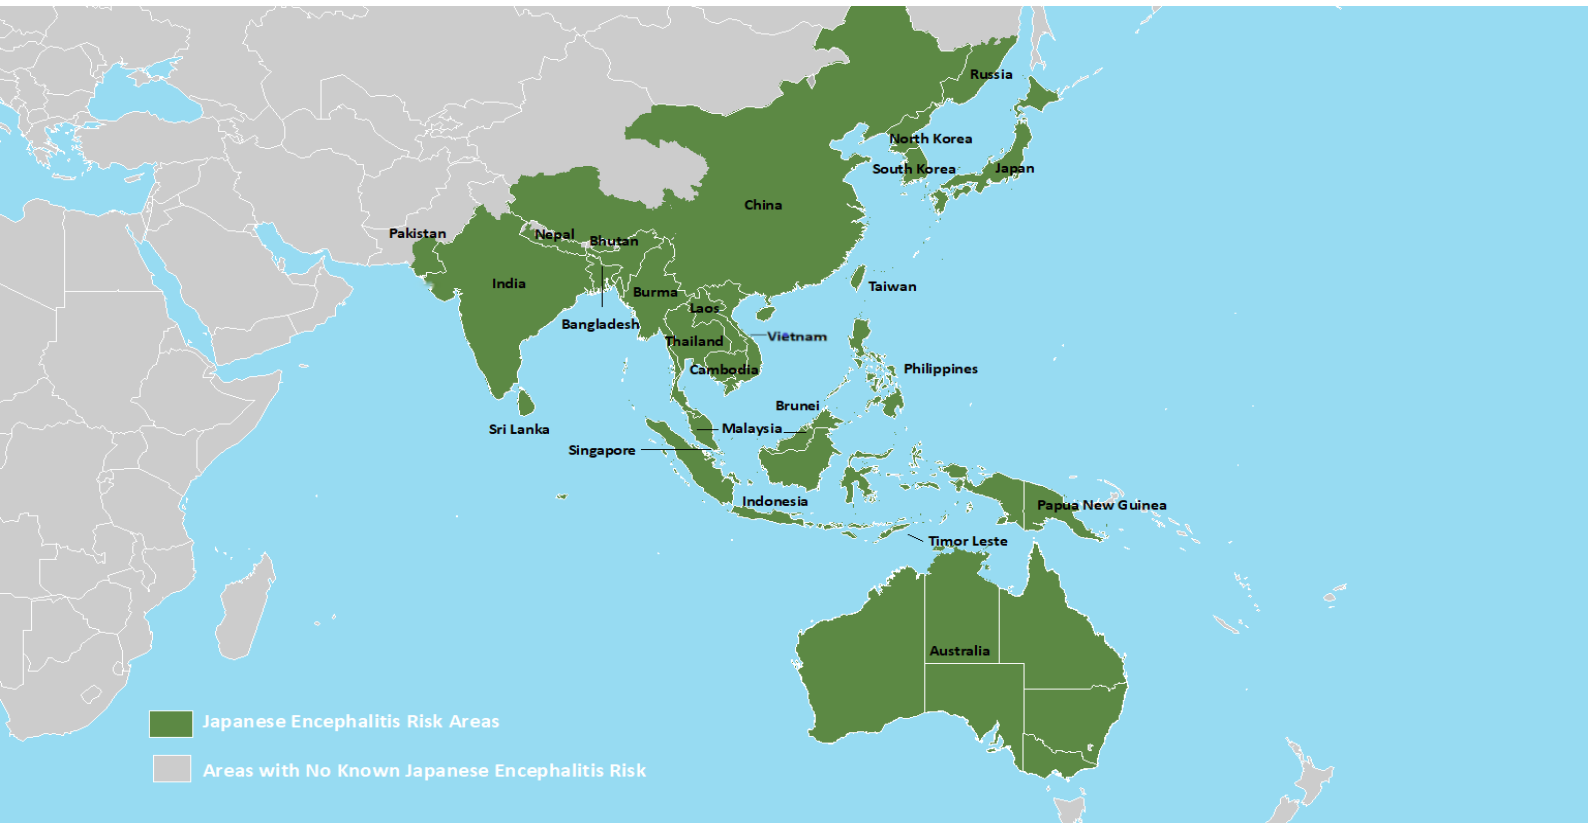 Russia
North Korea
South Korea
Japan
China
Pakistan
Nepal
Bhutan
India
Burma
Taiwan
Laos
Bangladesh
Vietnam
Thailand
Cambodia
Philippines
Brunei
Sri Lanka
Malaysia
Singapore
Indonesia
Papua New Guinea
Timor Leste
Australia
Japanese Encephalitis Risk Areas
Areas with No Known Japanese Encephalitis Risk